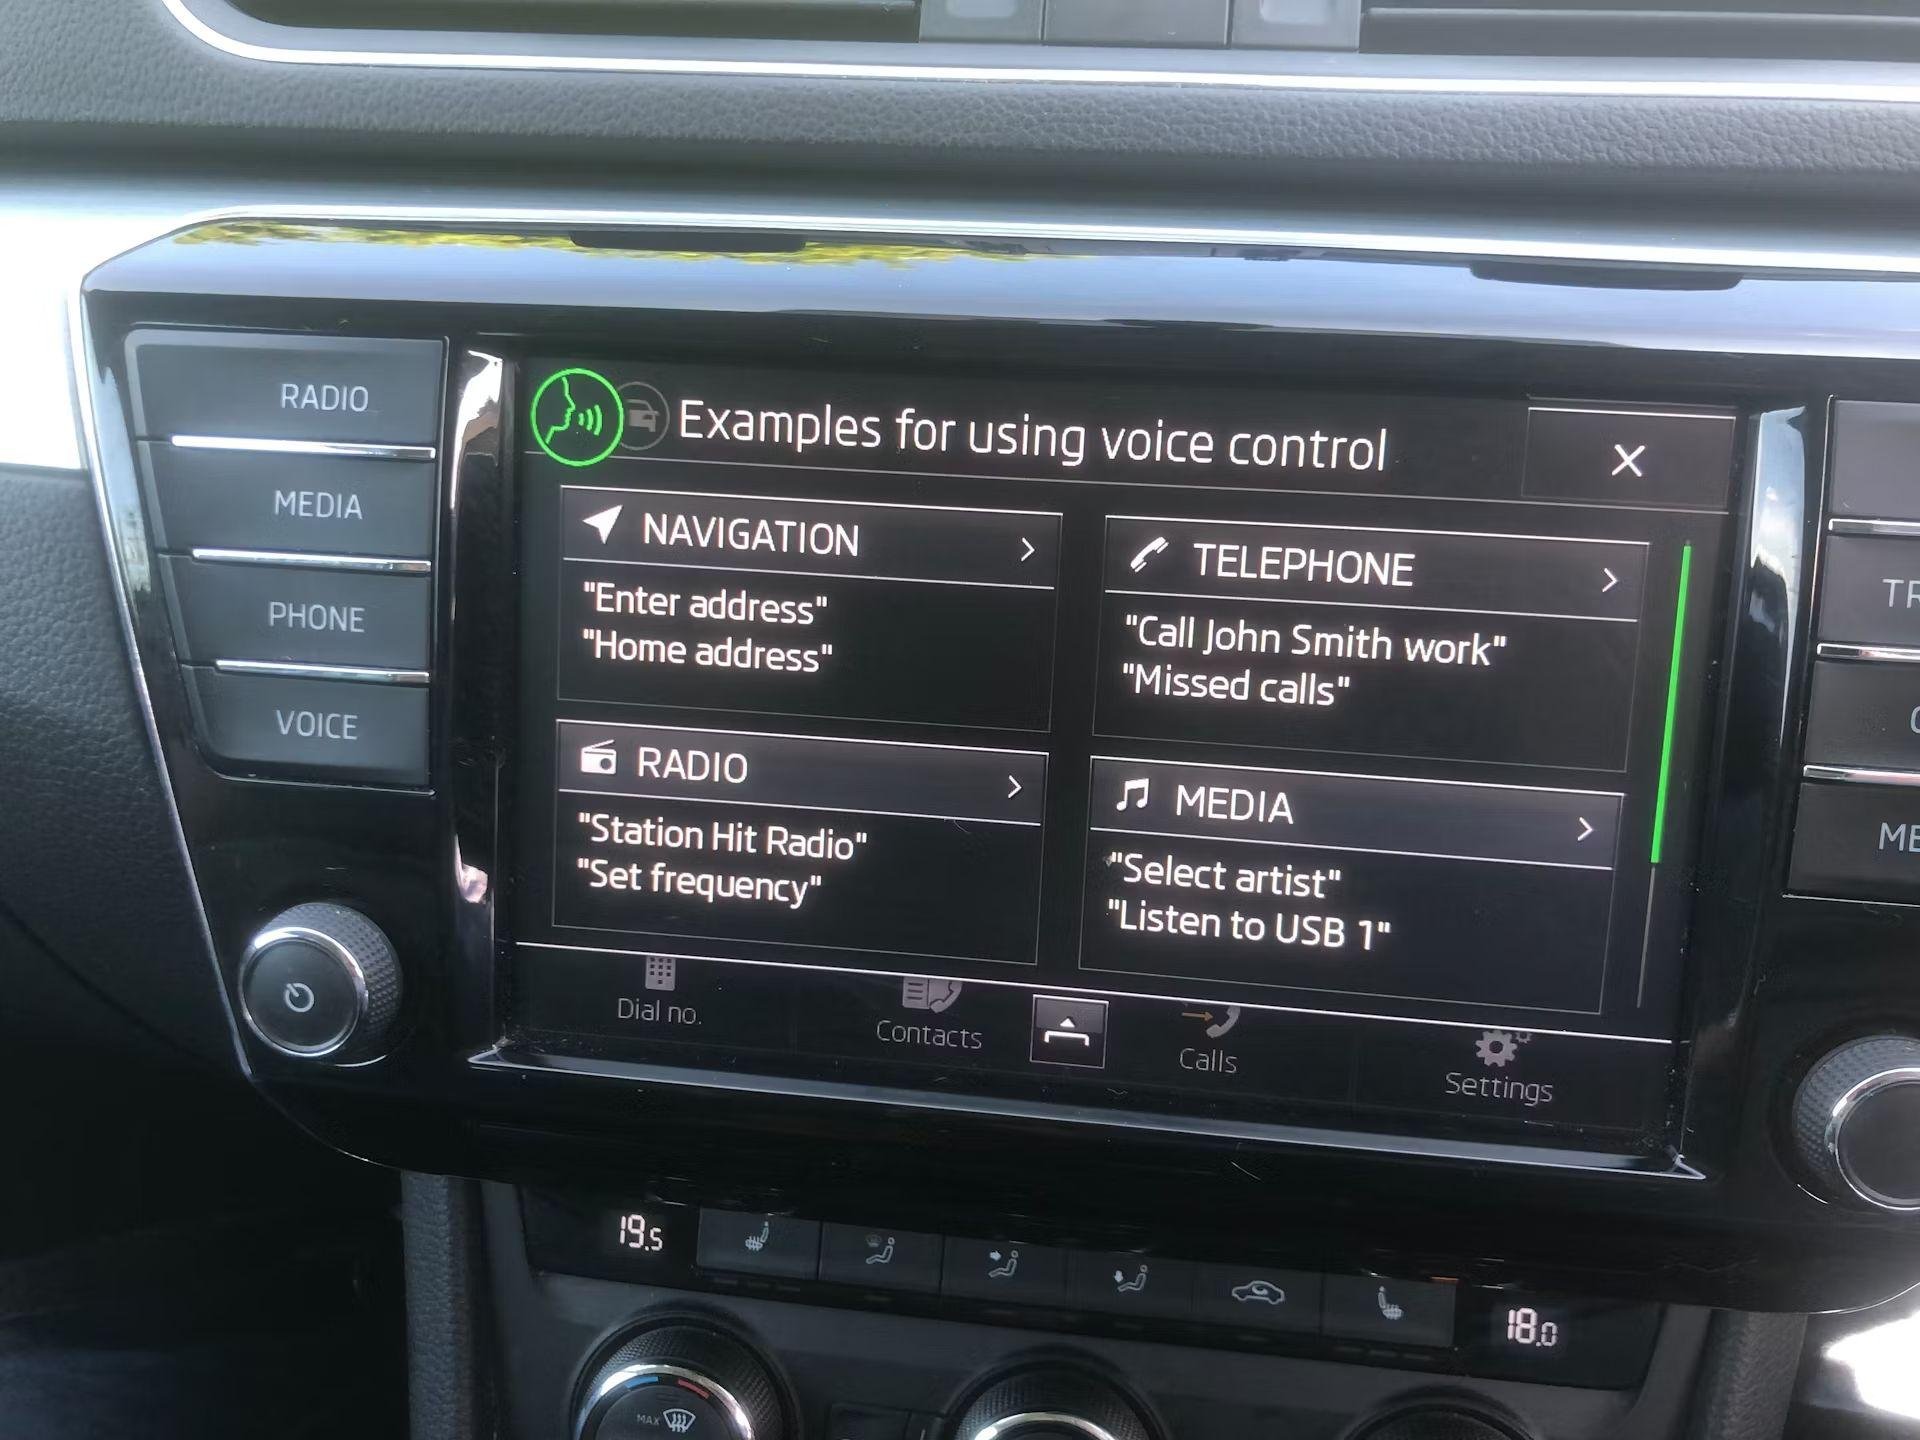 RADIO
MEDIA
PHONE
VOICE
Examples for using voice control
NAVIGATION
"Enter address"
"Home address"
TELEPHONE
"Call John Smith work"
"Missed calls"
RADIO
"Station Hit Radio"
"Set frequency"
MEDIA
"Select artist"
"Listen to USB 1"
Dial no.
Contacts
Calls
Settings
19.5
18.0
MAX